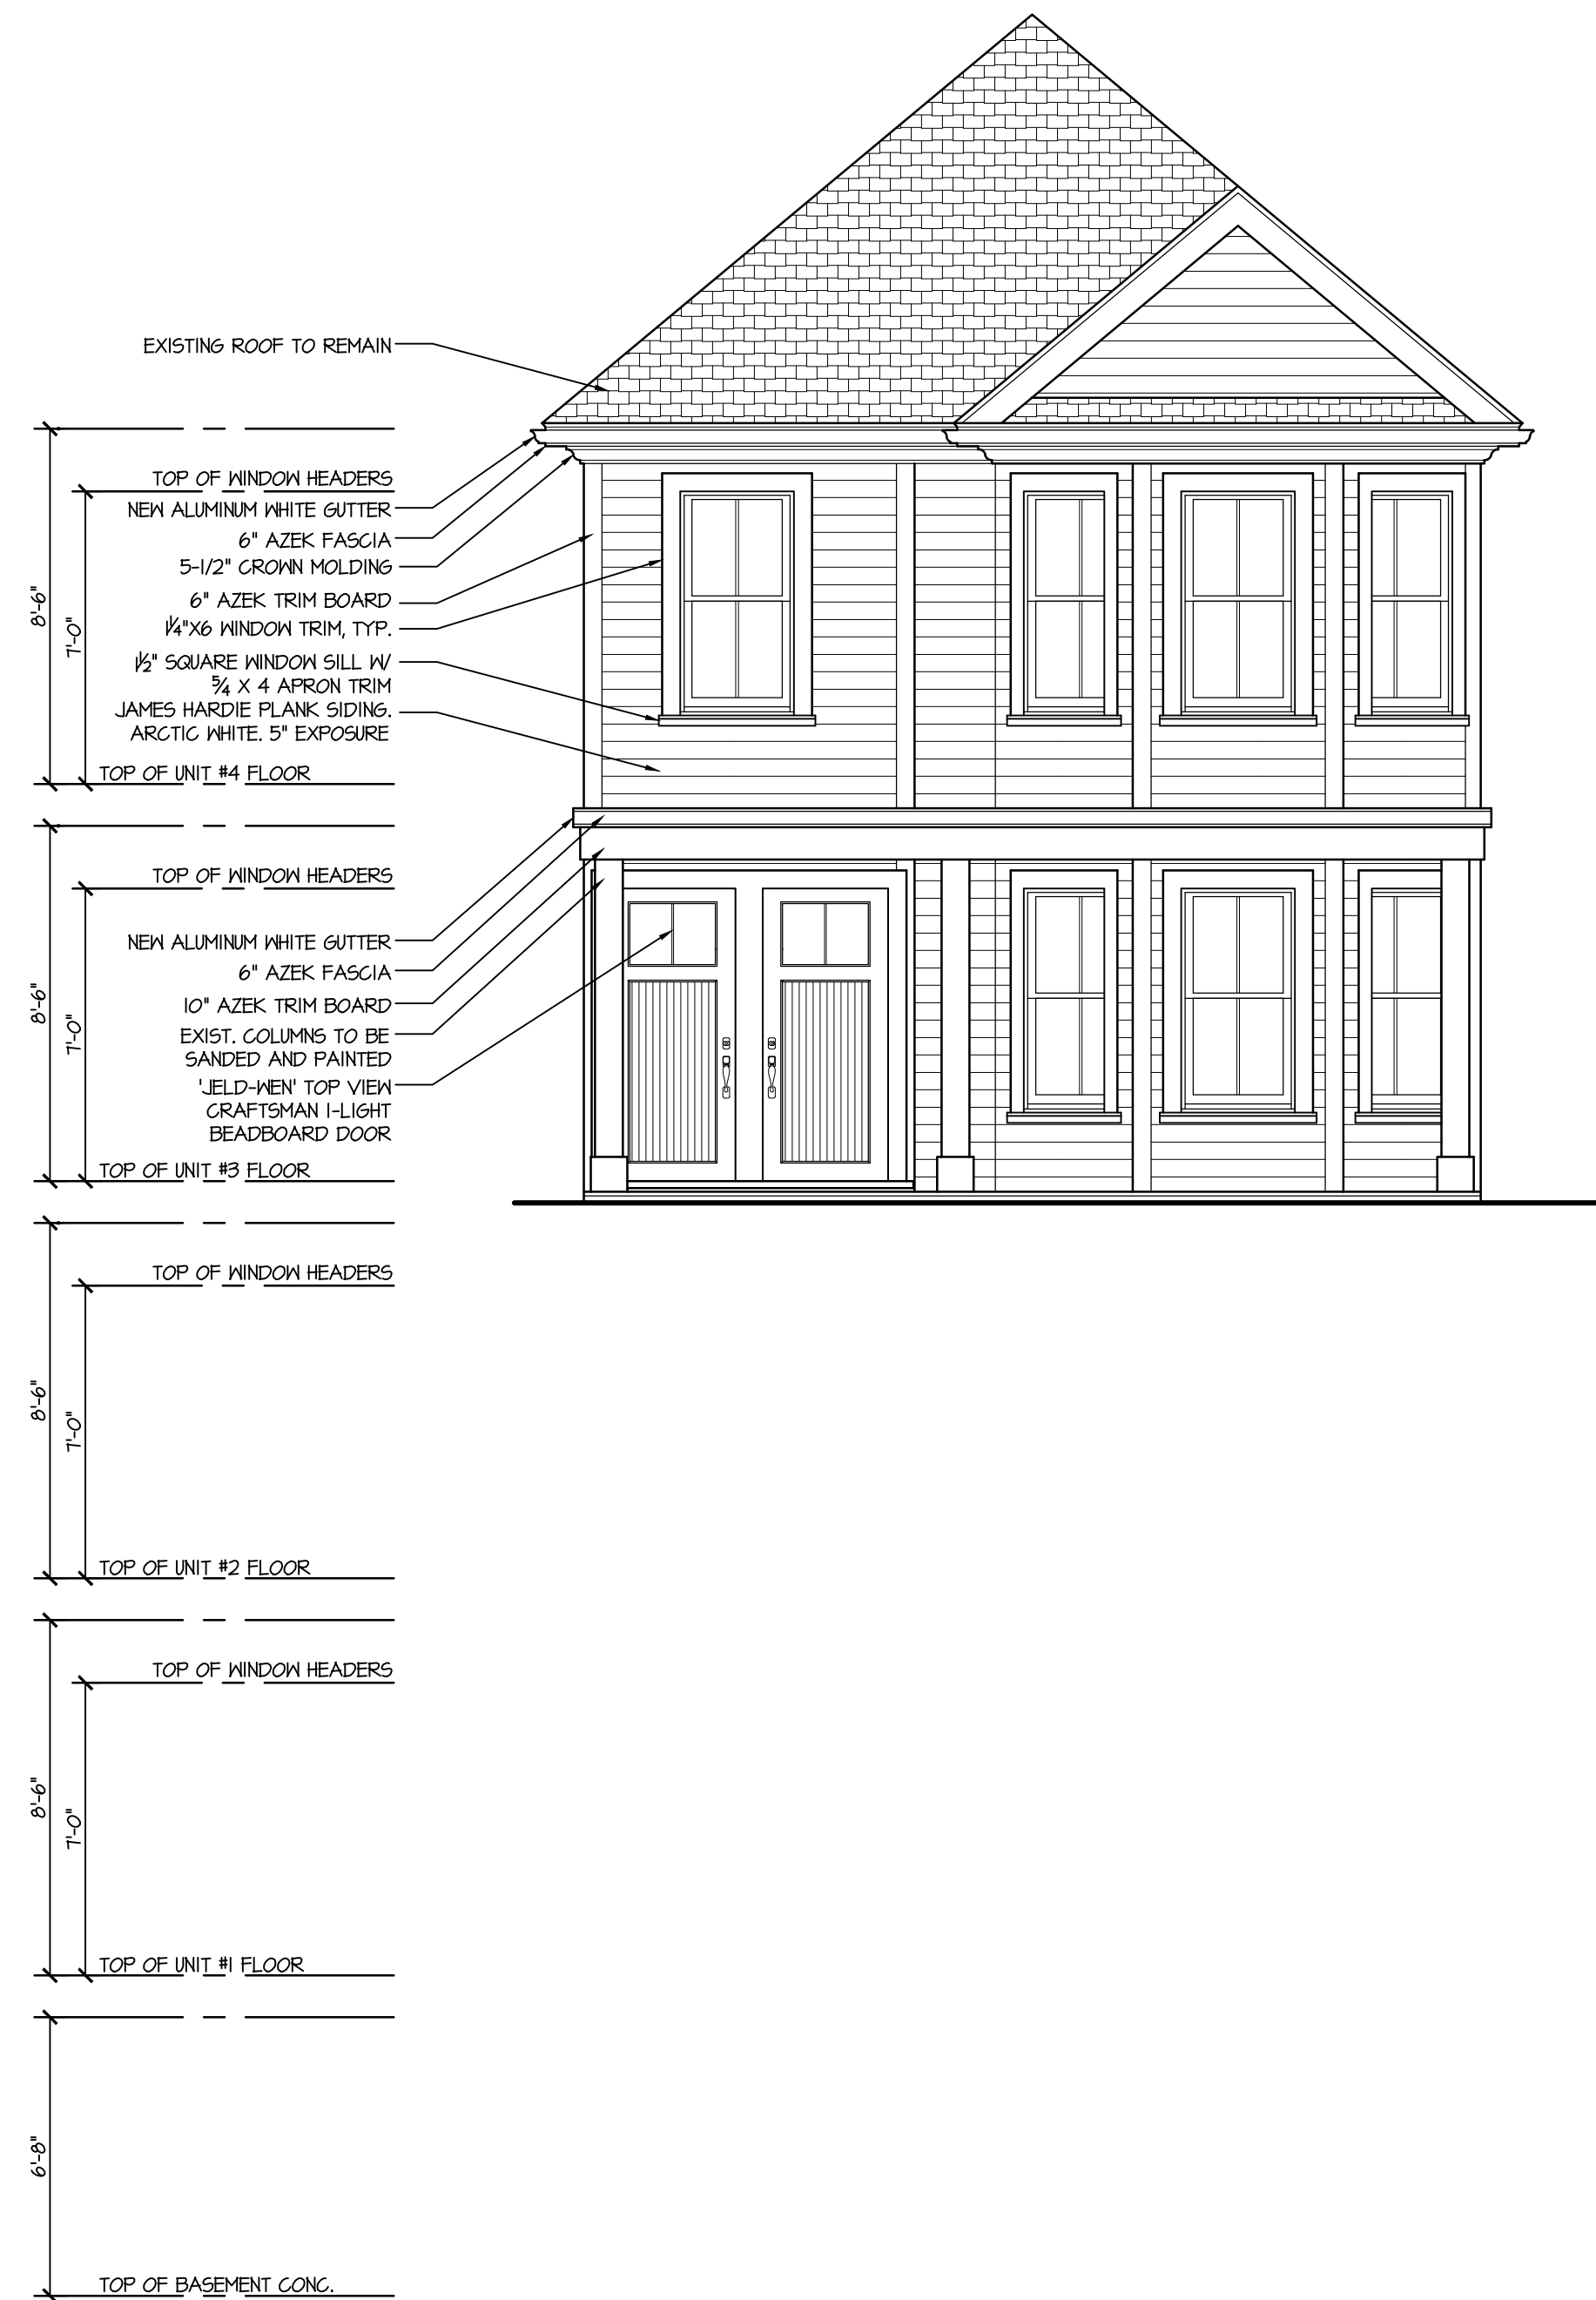 EXISTING ROOF TO REMAIN
TOP OF WINDOW HEADERS
NEW ALUMINUM WHITE GUTTER
6" AZEK FASCIA
5-1/2" CROWN MOLDING
6" AZEK TRIM BOARD
1¼"X6 WINDOW TRIM, TYP.
1½" SQUARE WINDOW SILL W/
5/4 X 4 APRON TRIM
JAMES HARDIE PLANK SIDING.
ARCTIC WHITE. 5" EXPOSURE
TOP OF UNIT #4 FLOOR
8'-6"
7'-0"
TOP OF WINDOW HEADERS
NEW ALUMINUM WHITE GUTTER
6" AZEK FASCIA
10" AZEK TRIM BOARD
EXIST. COLUMNS TO BE
SANDED AND PAINTED
'JELD-WEN' TOP VIEW
CRAFTSMAN 1-LIGHT
BEADBOARD DOOR
TOP OF UNIT #3 FLOOR
8'-6"
7'-0"
TOP OF WINDOW HEADERS
8'-6"
7'-0"
TOP OF UNIT #2 FLOOR
TOP OF WINDOW HEADERS
8'-6"
7'-0"
TOP OF UNIT #1 FLOOR
6'-8"
TOP OF BASEMENT CONC.